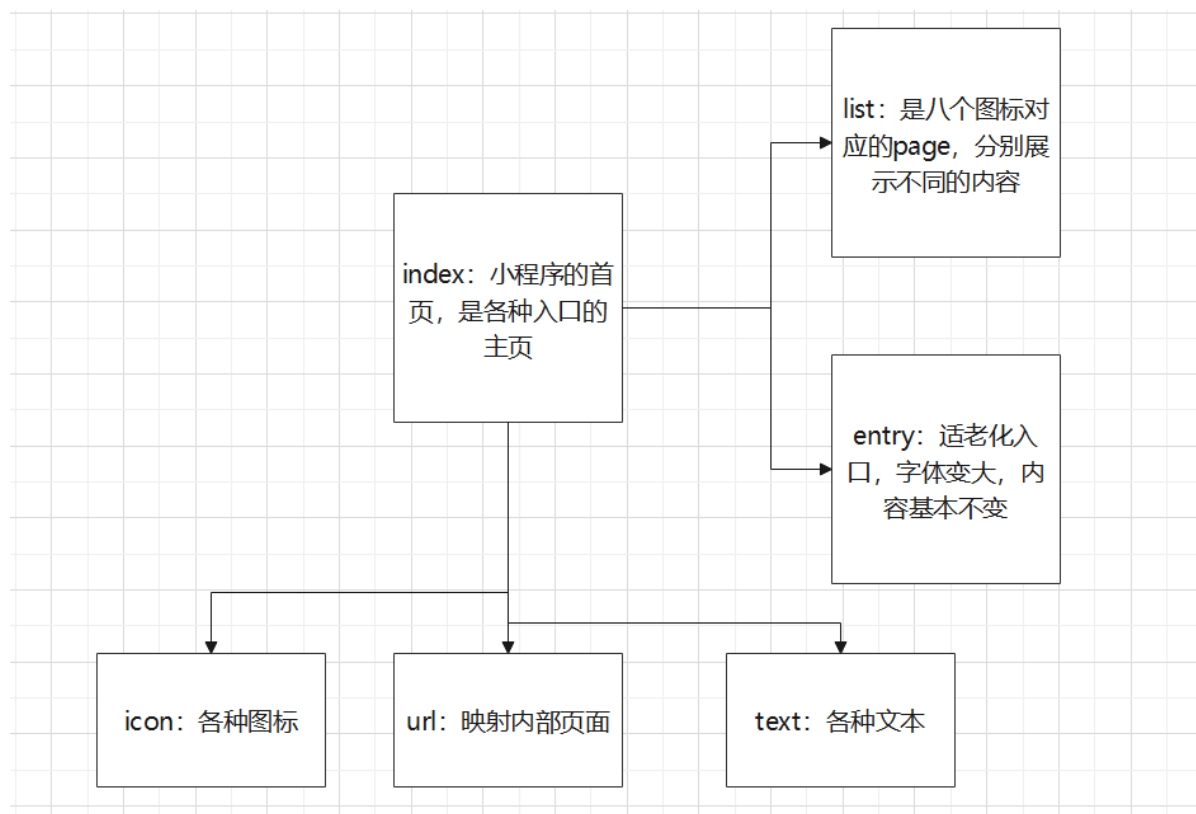 list：是八个图标对
应的page，分别展
示不同的内容
index：小程序的首
页，是各种入口的
主页
entry：适老化入
口，字体变大，内
容基本不变
icon：各种图标
url：映射内部页面
text：各种文本